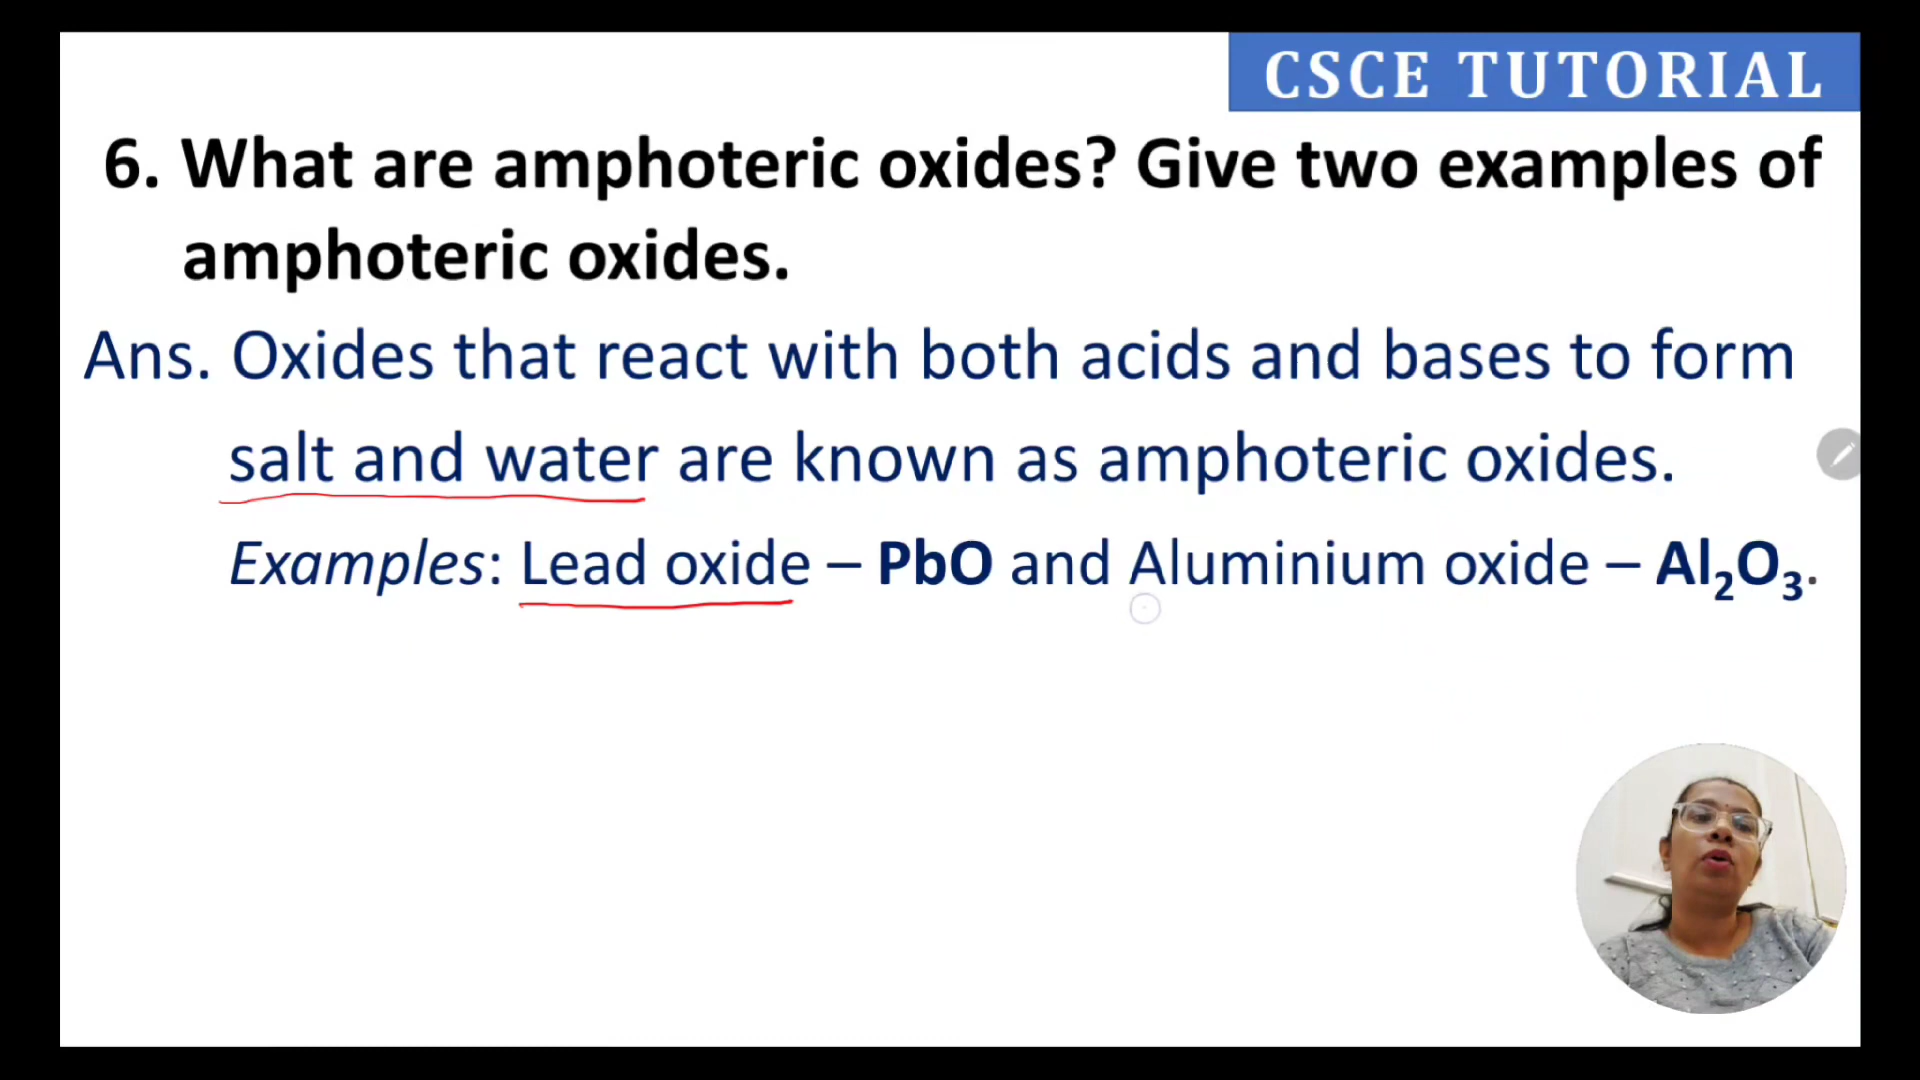 CSCE TUTORIAL
6. What are amphoteric oxides? Give two examples of
amphoteric oxides.
Ans. Oxides that react with both acids and bases to form
salt and water are known as amphoteric oxides.
Examples: Lead oxide – PbO and Aluminium oxide – Al₂O₃.